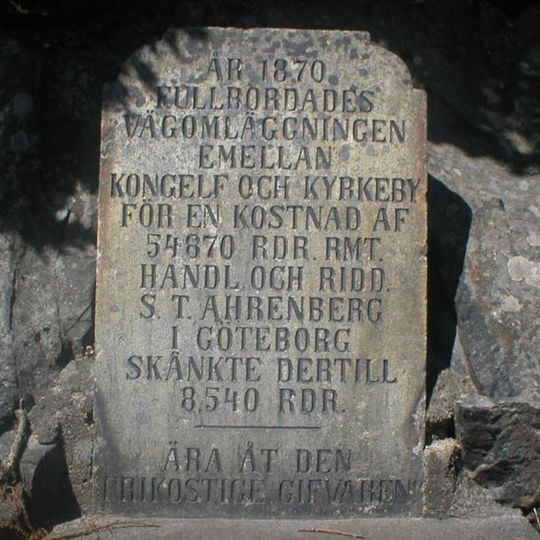 ÅR 1870
FULLBORDADES
VÄGOMLÄGGNINGEN
EMELLAN
KONGELF OCH KYRKEBY
FÖR EN KOSTNAD AF
54870 RDR. RMT.
HANDL OCH RIDD.
S. T. AHRENBERG
I GÖTEBORG
SKÄNKTE DERTILL
8,540 RDR.
ÄRA ÅT DEN
FRIKOSTIGE GIFVAREN